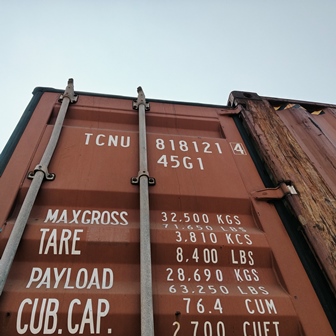 TCNU 818121 4
45G1
MAXGROSS 32.500 KGS
71.650 LBS
TARE 3.810 KGS
8.400 LBS
PAYLOAD 28,690 KGS
63.250 LBS
CUB.CAP. 76.4 CUM
2.700 CUFT